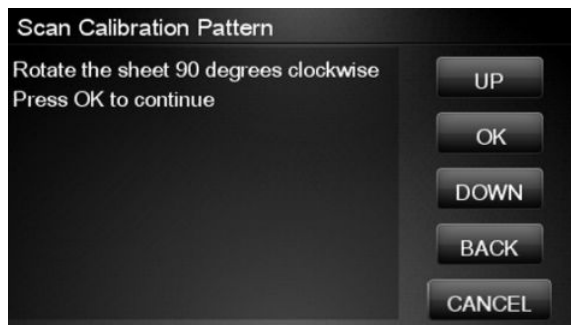 Scan Calibration Pattern
Rotate the sheet 90 degrees clockwise
Press OK to continue
UP
OK
DOWN
BACK
CANCEL